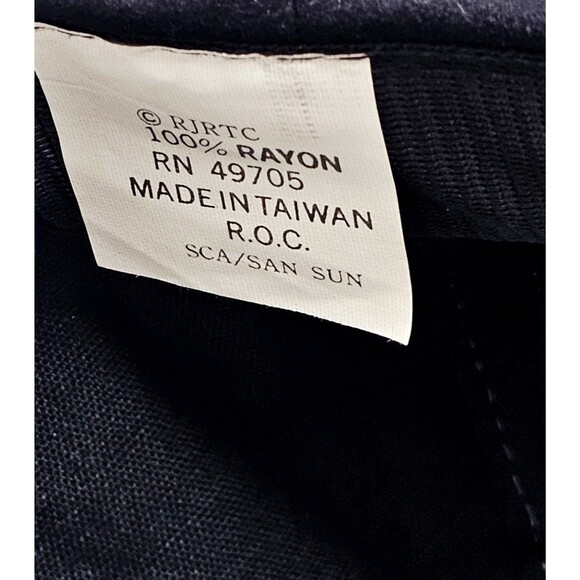 © RJRTC
100% RAYON
RN 49705
MADE IN TAIWAN
R.O.C.
SCA/SAN SUN